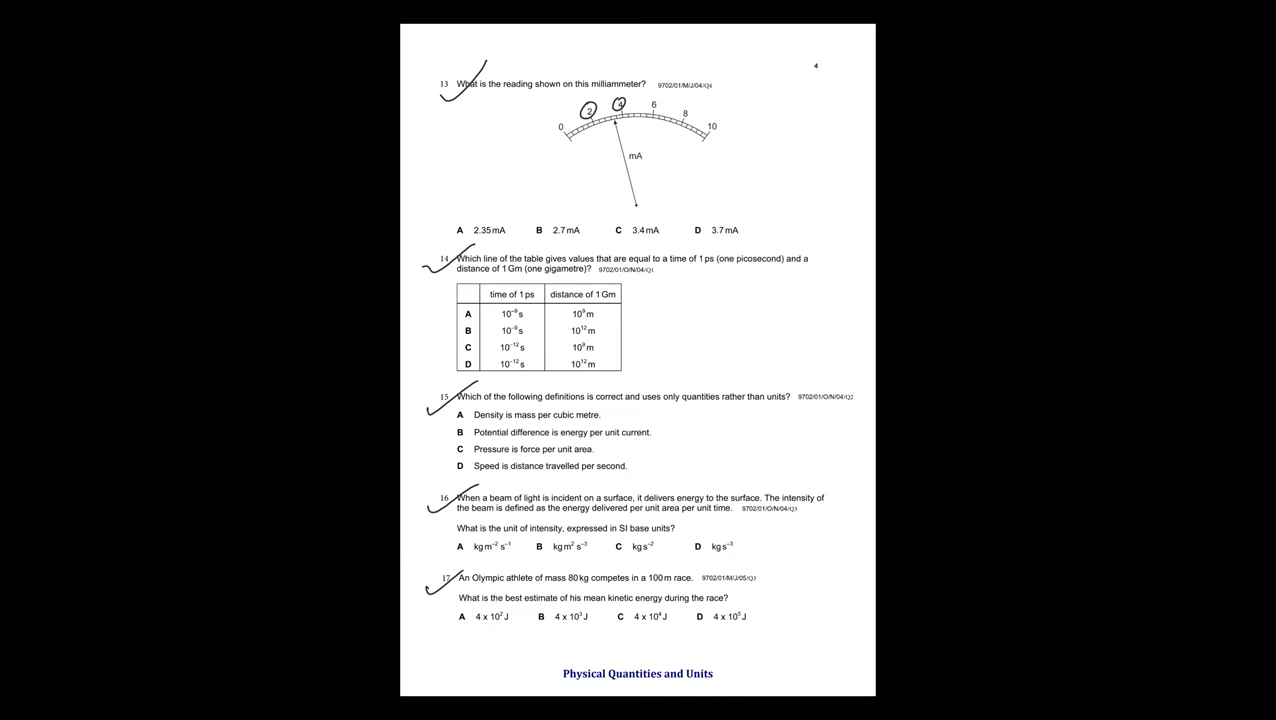 4
13 What is the reading shown on this milliammeter? 9702/01/M/J/04/Q4
0 2 4 6 8 10
mA
A 2.35 mA B 2.7 mA C 3.4 mA D 3.7 mA
14 Which line of the table gives values that are equal to a time of 1 ps (one picosecond) and a
distance of 1 Gm (one gigametre)? 9702/01/O/N/04/Q1
time of 1 ps distance of 1 Gm
A 10⁻⁹ s 10⁹ m
B 10⁻⁹ s 10¹² m
C 10⁻¹² s 10⁹ m
D 10⁻¹² s 10¹² m
15 Which of the following definitions is correct and uses only quantities rather than units? 9702/01/O/N/04/Q2
A Density is mass per cubic metre.
B Potential difference is energy per unit current.
C Pressure is force per unit area.
D Speed is distance travelled per second.
16 When a beam of light is incident on a surface, it delivers energy to the surface. The intensity of
the beam is defined as the energy delivered per unit area per unit time. 9702/01/O/N/04/Q3
What is the unit of intensity, expressed in SI base units?
A kg m⁻² s⁻¹ B kg m² s⁻³ C kg s⁻² D kg s⁻³
17 An Olympic athlete of mass 80 kg competes in a 100 m race. 9702/01/M/J/05/Q3
What is the best estimate of his mean kinetic energy during the race?
A 4 x 10² J B 4 x 10³ J C 4 x 10⁴ J D 4 x 10⁵ J
Physical Quantities and Units